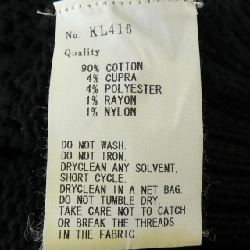 No. KL416
Quality
90% COTTON
4% CUPRA
4% POLYESTER
1% RAYON
1% NYLON
DO NOT WASH.
DO NOT IRON.
DRYCLEAN ANY SOLVENT,
SHORT CYCLE.
DRYCLEAN IN A NET BAG.
DO NOT TUMBLE DRY.
TAKE CARE NOT TO CATCH
OR BREAK THE THREADS
IN THE FABRIC